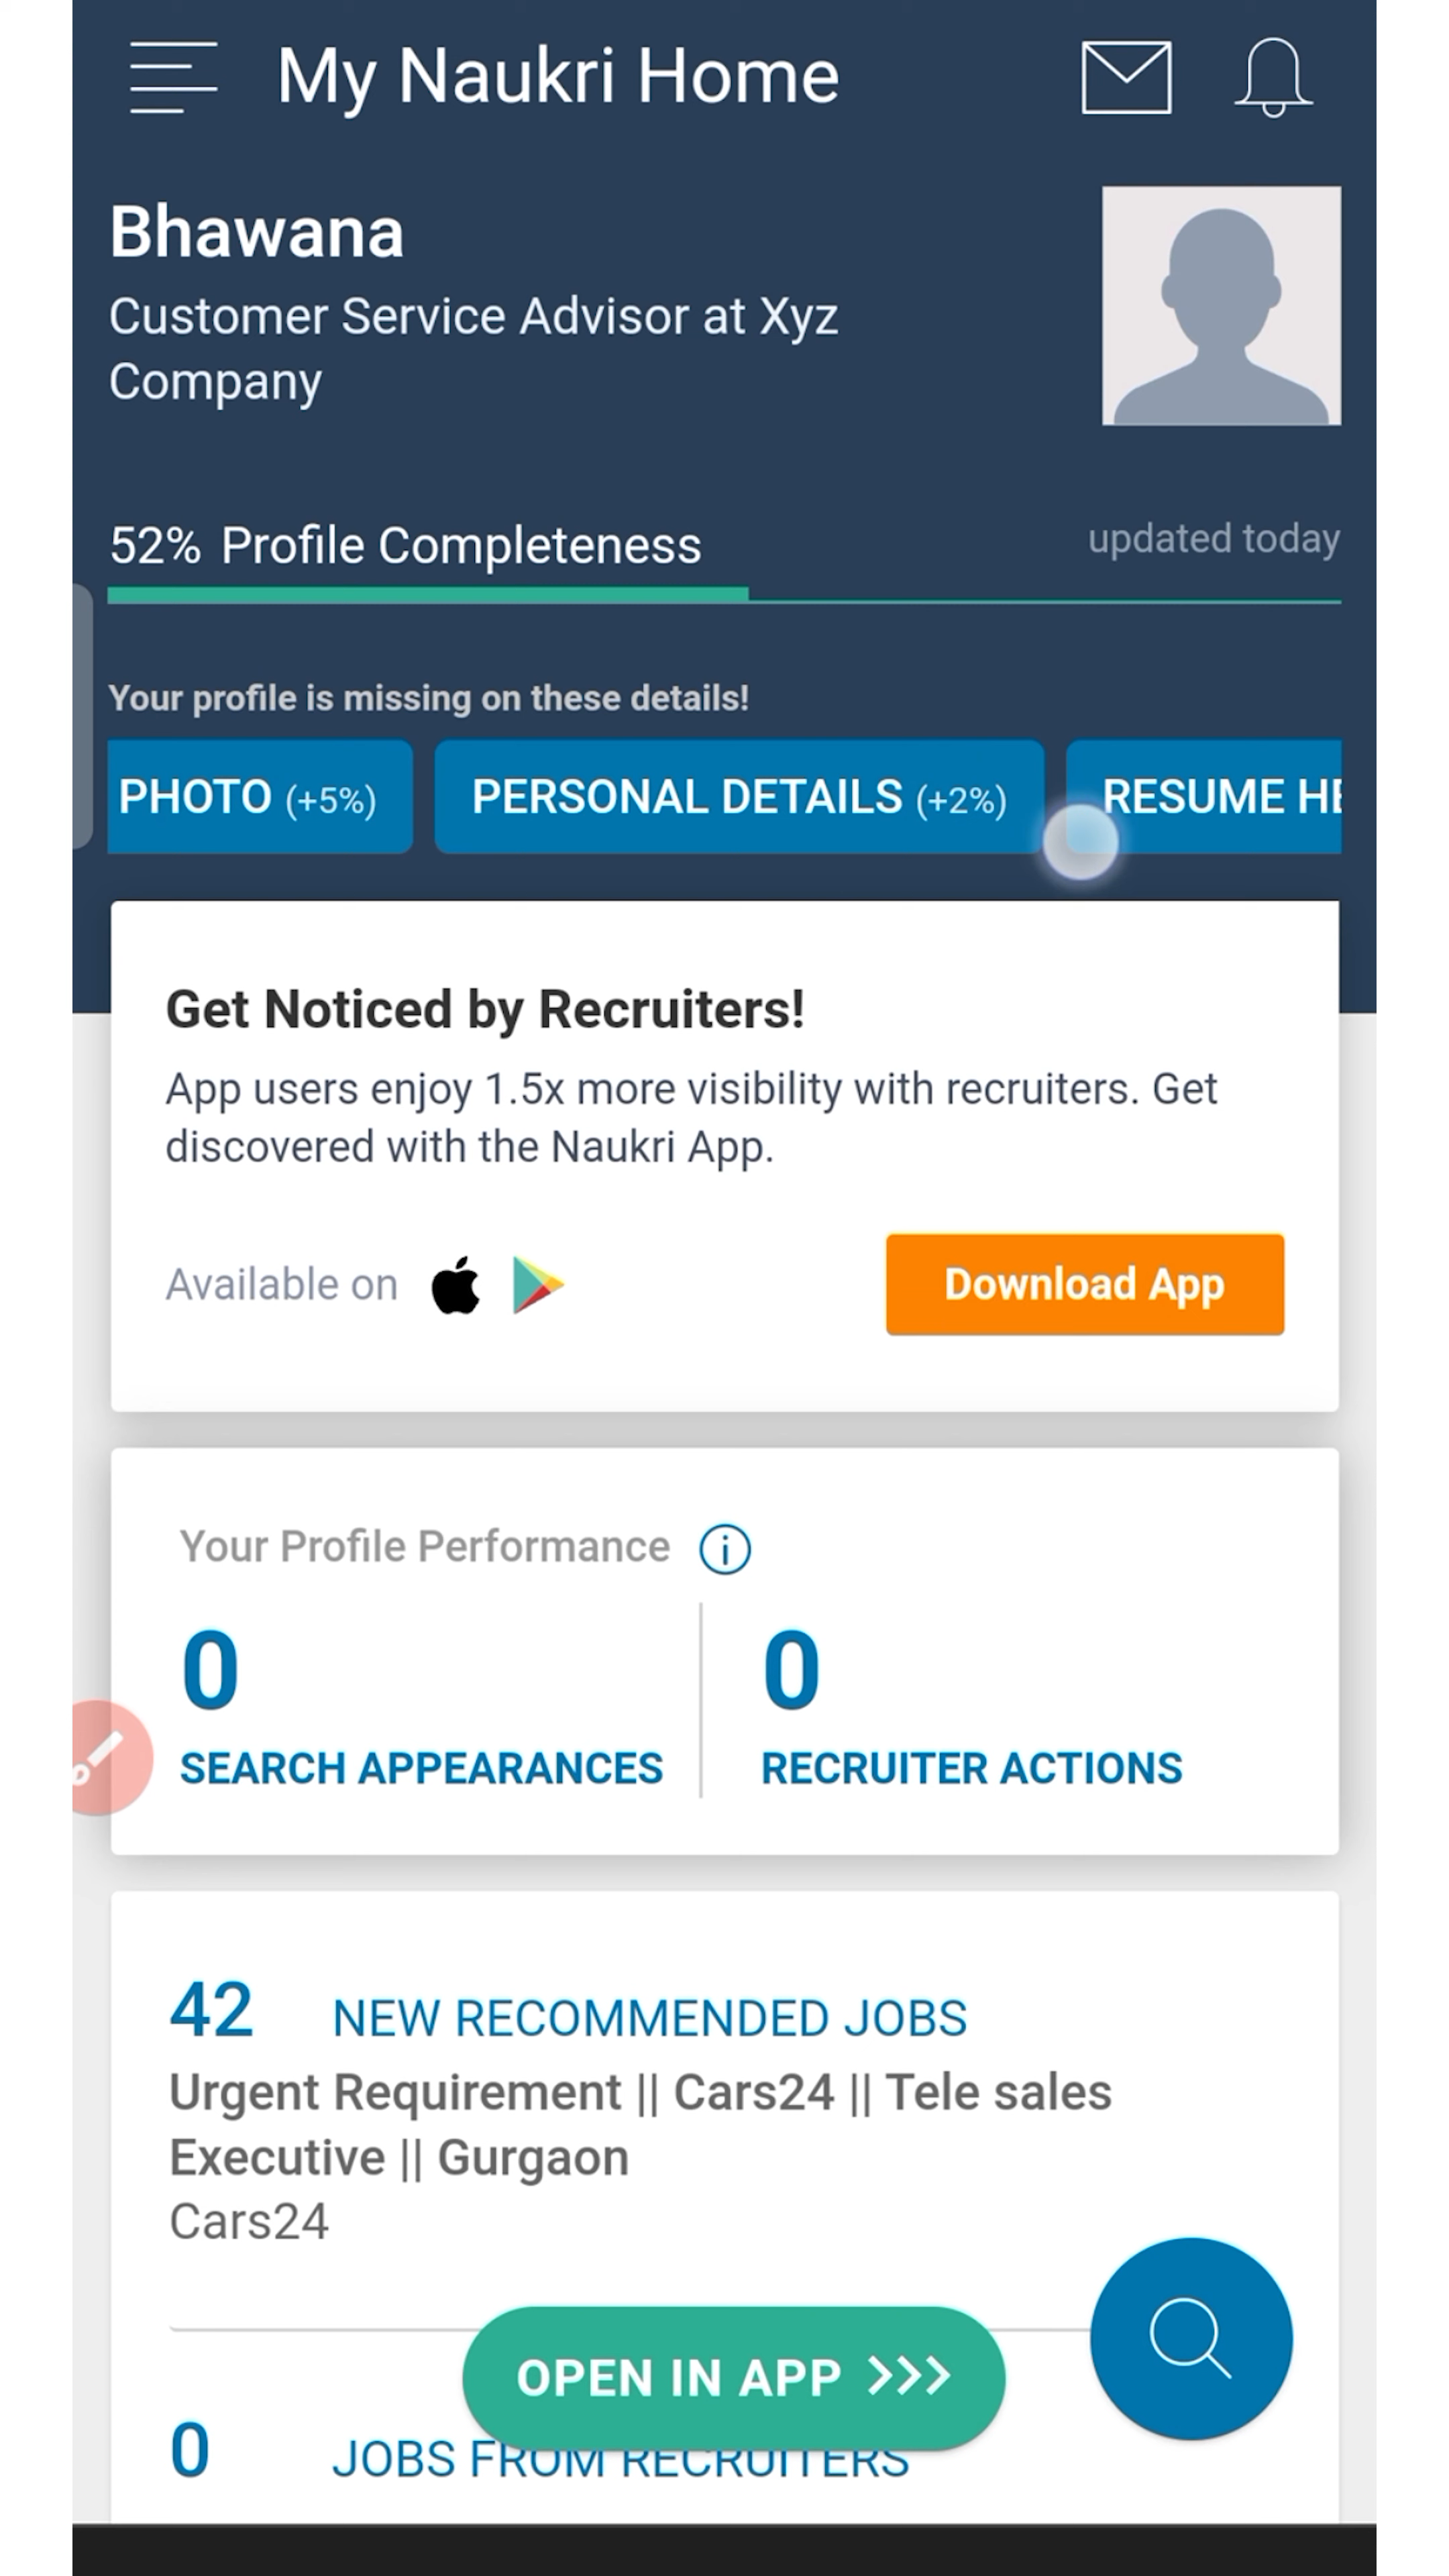 My Naukri Home
Bhawana
Customer Service Advisor at Xyz
Company
52% Profile Completeness
updated today
Your profile is missing on these details!
PHOTO (+5%)
PERSONAL DETAILS (+2%)
RESUME
Get Noticed by Recruiters!
App users enjoy 1.5x more visibility with recruiters. Get
discovered with the Naukri App.
Available on
Download App
Your Profile Performance
0
0
SEARCH APPEARANCES
RECRUITER ACTIONS
42 NEW RECOMMENDED JOBS
Urgent Requirement || Cars24 || Tele sales
Executive || Gurgaon
Cars24
OPEN IN APP
0 JOBS FROM RECRUITERS